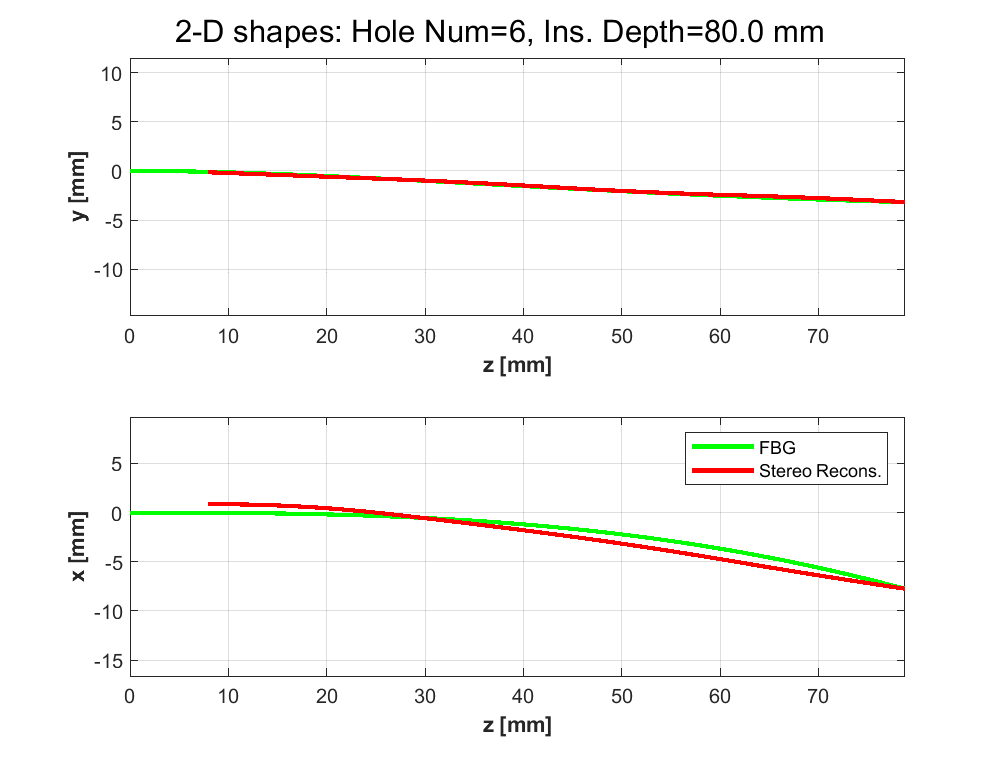 2-D shapes: Hole Num=6, Ins. Depth=80.0 mm
10
5
0
-5
-10
y [mm]
0 10 20 30 40 50 60 70
z [mm]
FBG
Stereo Recons.
5
0
-5
-10
-15
x [mm]
0 10 20 30 40 50 60 70
z [mm]